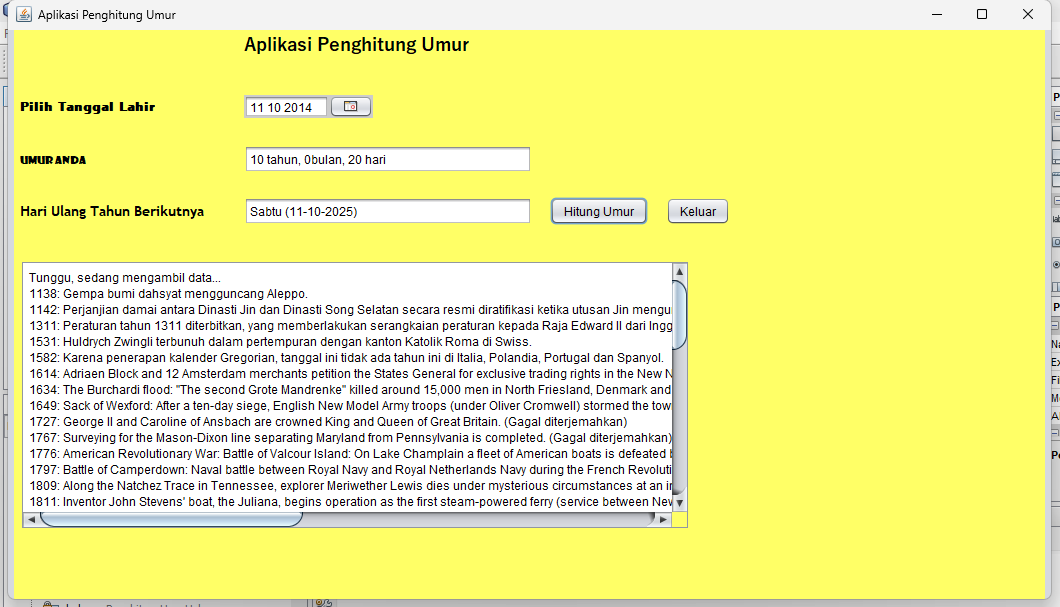 Aplikasi Penghitung Umur
Aplikasi Penghitung Umur
Pilih Tanggal Lahir
11 10 2014
UMUR ANDA
10 tahun, 0bulan, 20 hari
Hari Ulang Tahun Berikutnya
Sabtu (11-10-2025)
Hitung Umur
Keluar
Tunggu, sedang mengambil data...
1138: Gempa bumi dahsyat mengguncang Aleppo.
1142: Perjanjian damai antara Dinasti Jin dan Dinasti Song Selatan secara resmi diratifikasi ketika utusan Jin mengu
1311: Peraturan tahun 1311 diterbitkan, yang memberlakukan serangkaian peraturan kepada Raja Edward II dari Ingg
1531: Huldrych Zwingli terbunuh dalam pertempuran dengan kanton Katolik Roma di Swiss.
1582: Karena penerapan kalender Gregorian, tanggal ini tidak ada tahun ini di Italia, Polandia, Portugal dan Spanyol.
1614: Adriaen Block and 12 Amsterdam merchants petition the States General for exclusive trading rights in the New N
1634: The Burchardi flood: "The second Grote Mandrenke" killed around 15,000 men in North Friesland, Denmark and
1649: Sack of Wexford: After a ten-day siege, English New Model Army troops (under Oliver Cromwell) stormed the tow
1727: George II and Caroline of Ansbach are crowned King and Queen of Great Britain. (Gagal diterjemahkan)
1767: Surveying for the Mason-Dixon line separating Maryland from Pennsylvania is completed. (Gagal diterjemahkan)
1776: American Revolutionary War: Battle of Valcour Island: On Lake Champlain a fleet of American boats is defeated
1797: Battle of Camperdown: Naval battle between Royal Navy and Royal Netherlands Navy during the French Revoluti
1809: Along the Natchez Trace in Tennessee, explorer Meriwether Lewis dies under mysterious circumstances at an i
1811: Inventor John Stevens' boat, the Juliana, begins operation as the first steam-powered ferry (service between New